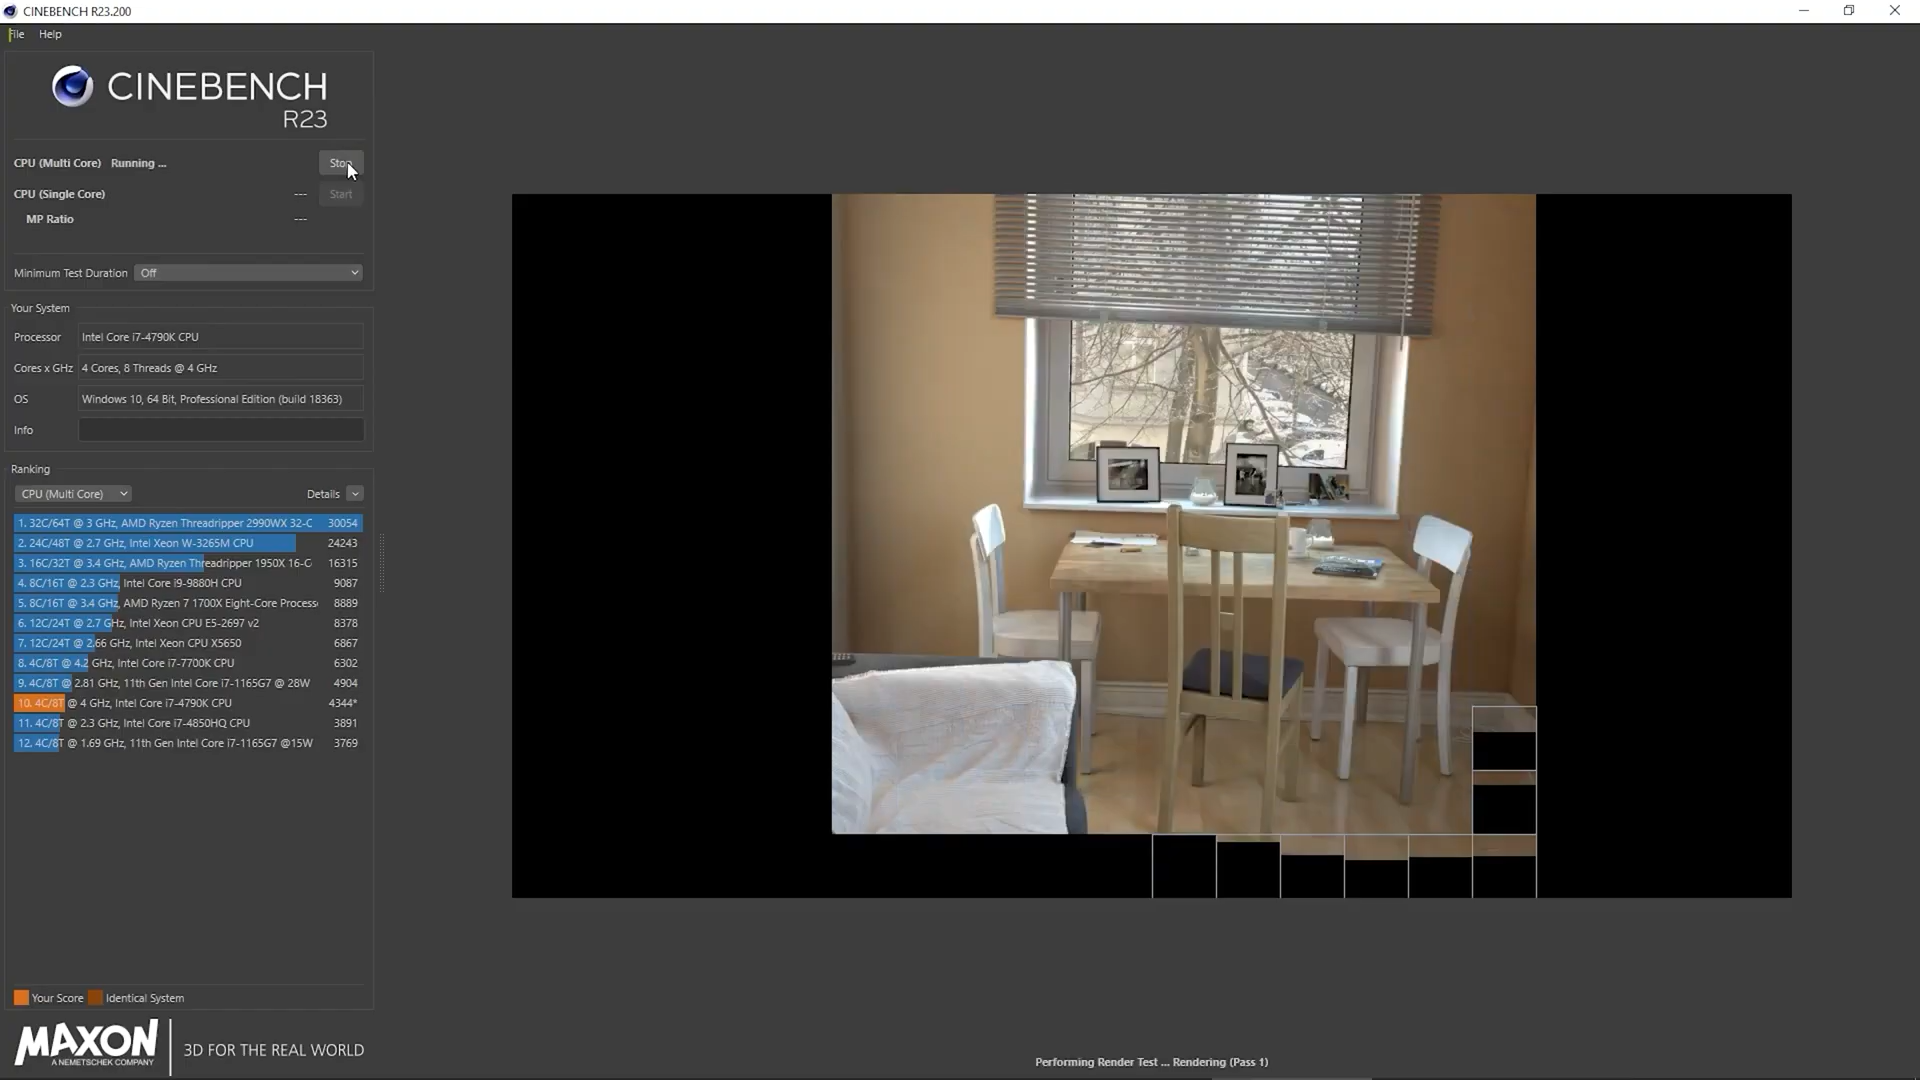 CINEBENCH R23.200
File Help
CINEBENCH
R23
CPU (Multi Core) Running ... Stop
CPU (Single Core) --- Start
MP Ratio ---
Minimum Test Duration Off
Your System
Processor Intel Core i7-4790K CPU
Cores x GHz 4 Cores, 8 Threads @ 4 GHz
OS Windows 10, 64 Bit, Professional Edition (build 18363)
Info
Ranking
CPU (Multi Core) Details
1. 32C/64T @ 3 GHz, AMD Ryzen Threadripper 2990WX 32-C 30054
2. 24C/48T @ 2.7 GHz, Intel Xeon W-3265M CPU 24243
3. 16C/32T @ 3.4 GHz, AMD Ryzen Threadripper 1950X 16-C 16315
4. 8C/16T @ 2.3 GHz, Intel Core i9-9880H CPU 9087
5. 8C/16T @ 3.4 GHz, AMD Ryzen 7 1700X Eight-Core Process 8889
6. 12C/24T @ 2.7 GHz, Intel Xeon CPU E5-2697 v2 8378
7. 12C/24T @ 2.66 GHz, Intel Xeon CPU X5650 6867
8. 4C/8T @ 4.2 GHz, Intel Core i7-7700K CPU 6302
9. 4C/8T @ 2.81 GHz, 11th Gen Intel Core i7-1165G7 @ 28W 4904
10. 4C/8T @ 4 GHz, Intel Core i7-4790K CPU 4344*
11. 4C/8T @ 2.3 GHz, Intel Core i7-4850HQ CPU 3891
12. 4C/8T @ 1.69 GHz, 11th Gen Intel Core i7-1165G7 @15W 3769
Your Score Identical System
MAXON
A NEMETSCHEK COMPANY
3D FOR THE REAL WORLD
Performing Render Test ... Rendering (Pass 1)